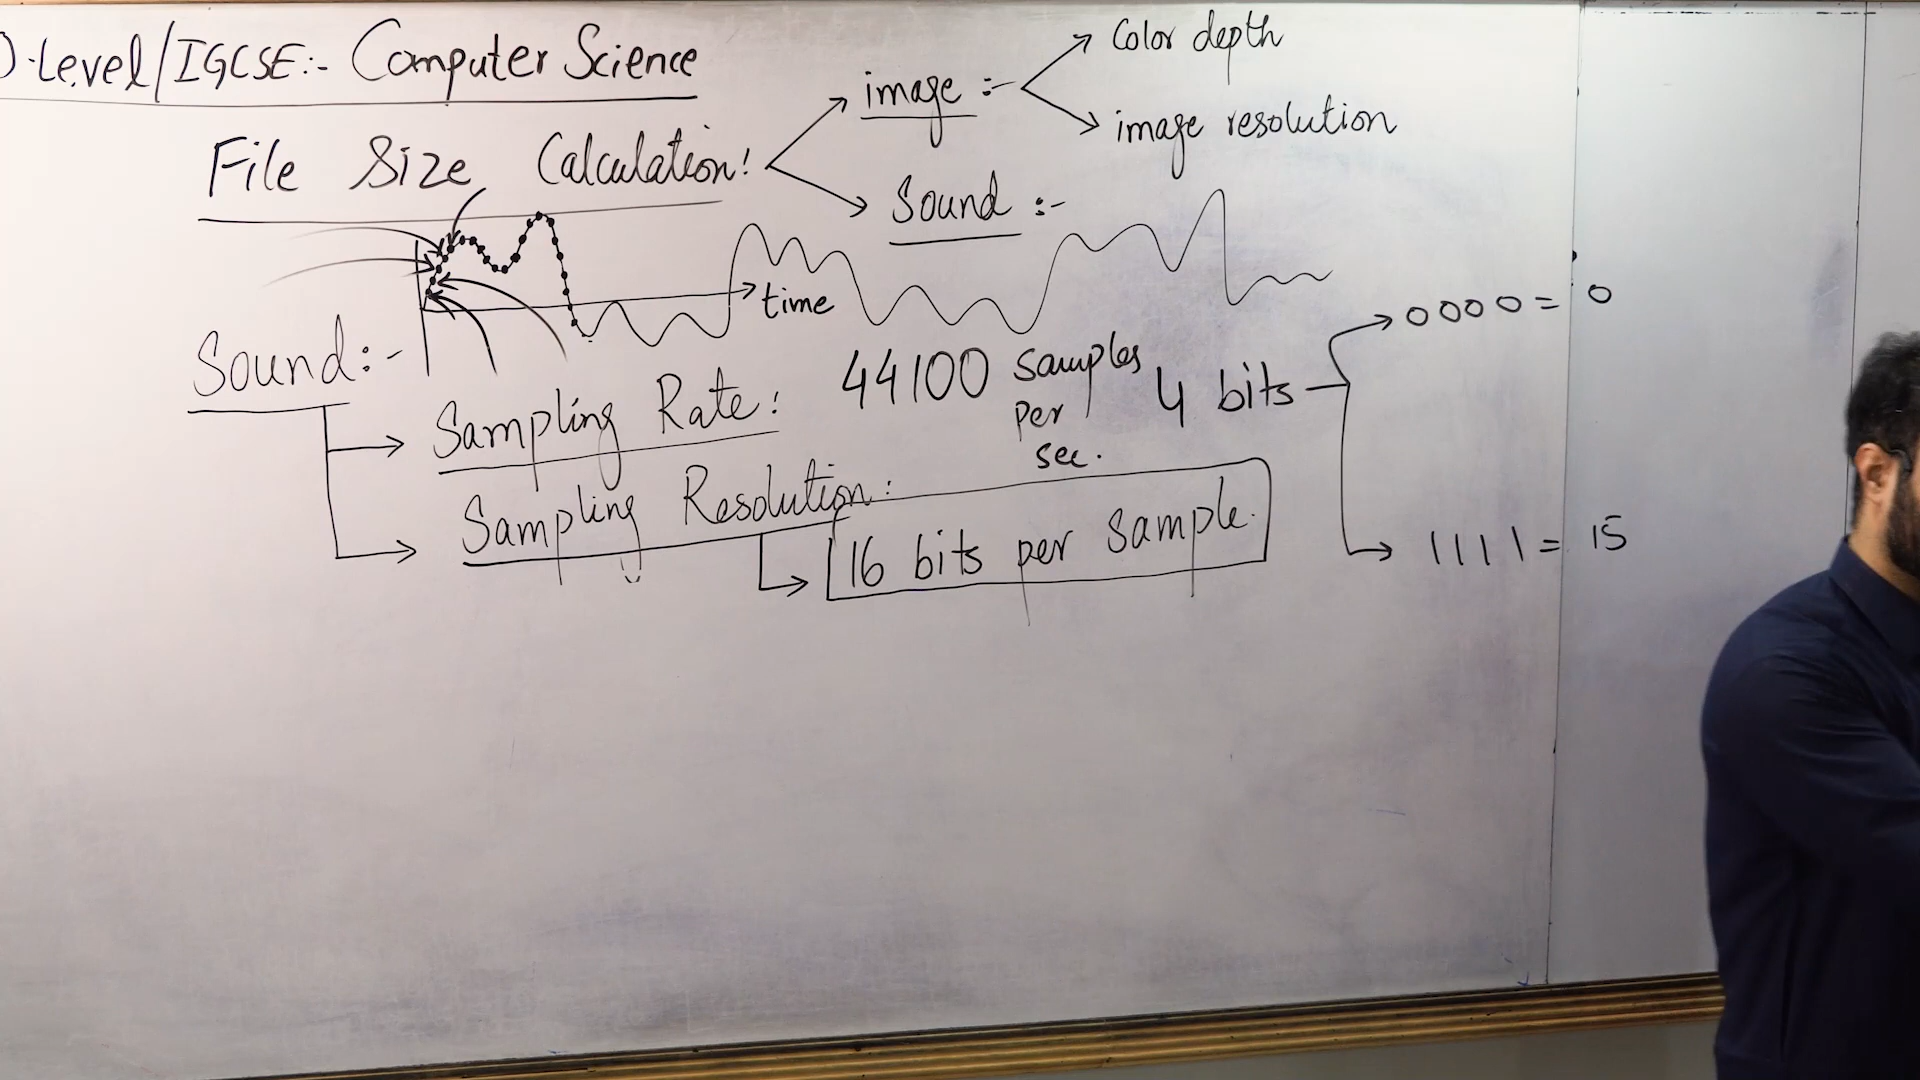 O-Level/IGCSE:- Computer Science
File Size Calculation:
image :-
Color depth
image resolution
Sound :-
time
Sound:-
Sampling Rate: 44100 samples per sec.
Sampling Resolution:
16 bits per sample.
4 bits
0000 = 0
1111 = 15